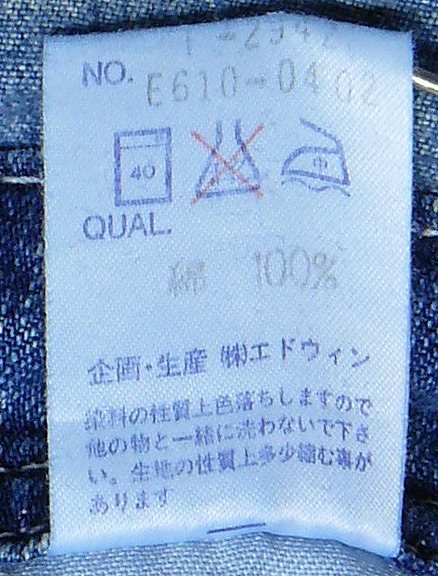 NO.
E610-0402
40
中
QUAL.
綿 100%
企画・生産 ㈱エドウィン
染料の性質上色落ちしますので
他の物と一緒に洗わないで下さ
い。生地の性質上多少縮む事が
あります